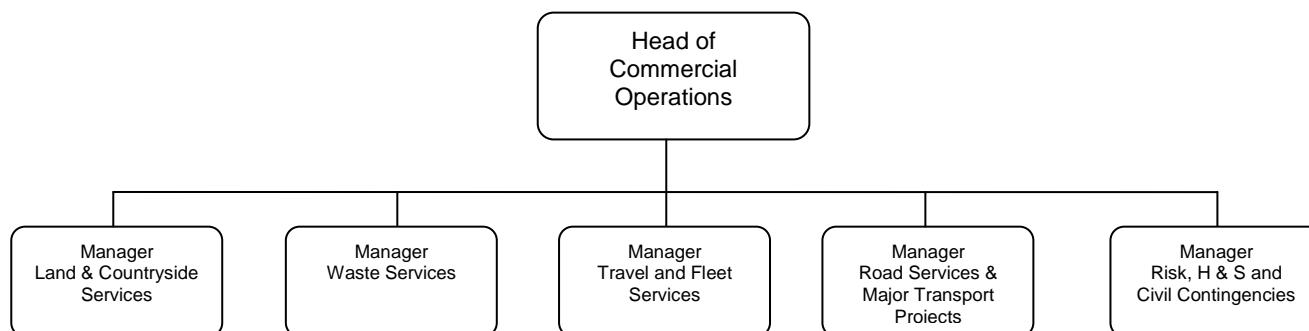 Head of
Commercial
Operations
Manager
Land & Countryside
Services
Manager
Waste Services
Manager
Travel and Fleet
Services
Manager
Road Services &
Major Transport
Projects
Manager
Risk, H & S and
Civil Contingencies